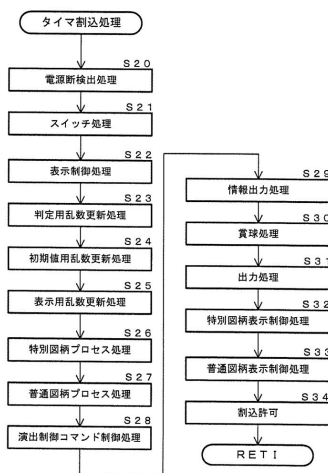 タイマ割込処理
S20
電源断検出処理
S21
スイッチ処理
S22
表示制御処理
S23
判定用乱数更新処理
S24
初期値用乱数更新処理
S25
表示用乱数更新処理
S26
特別図柄プロセス処理
S27
普通図柄プロセス処理
S28
演出制御コマンド制御処理
S29
情報出力処理
S30
賞球処理
S31
出力処理
S32
特別図柄表示制御処理
S33
普通図柄表示制御処理
S34
割込許可
RETI